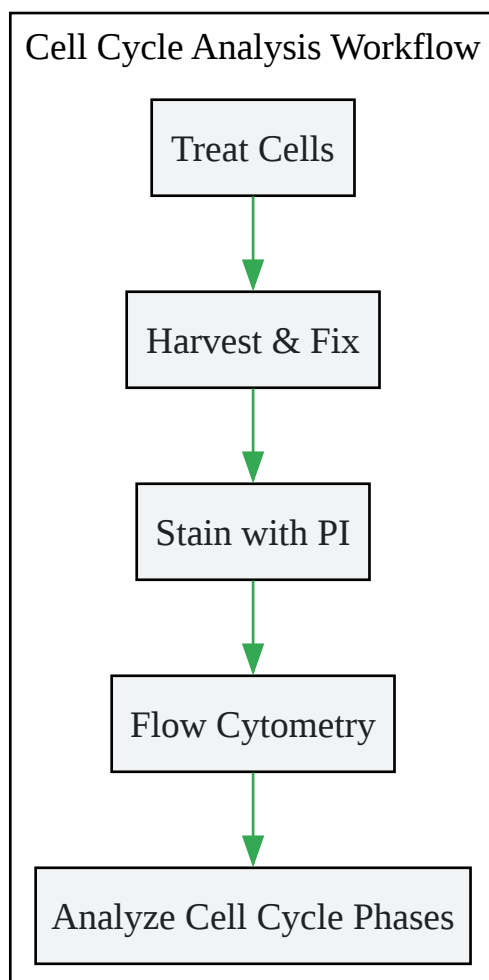 Cell Cycle Analysis Workflow
Treat Cells
Harvest & Fix
Stain with PI
Flow Cytometry
Analyze Cell Cycle Phases